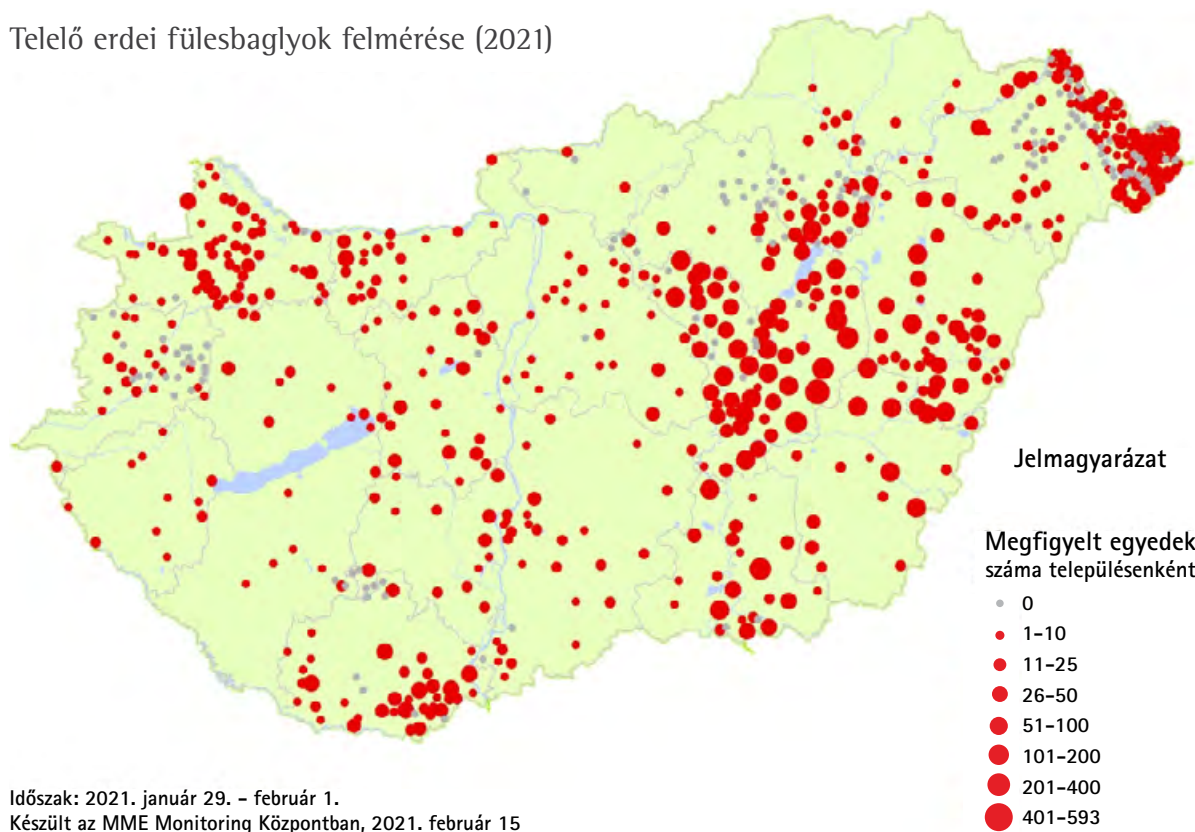 Telelő erdei fülesbaglyok felmérése (2021)
Jelmagyarázat
Megfigyelt egyedek
száma településenként
0
1-10
11-25
26-50
51-100
101-200
201-400
401-593
Időszak: 2021. január 29. - február 1.
Készült az MME Monitoring Központban, 2021. február 15